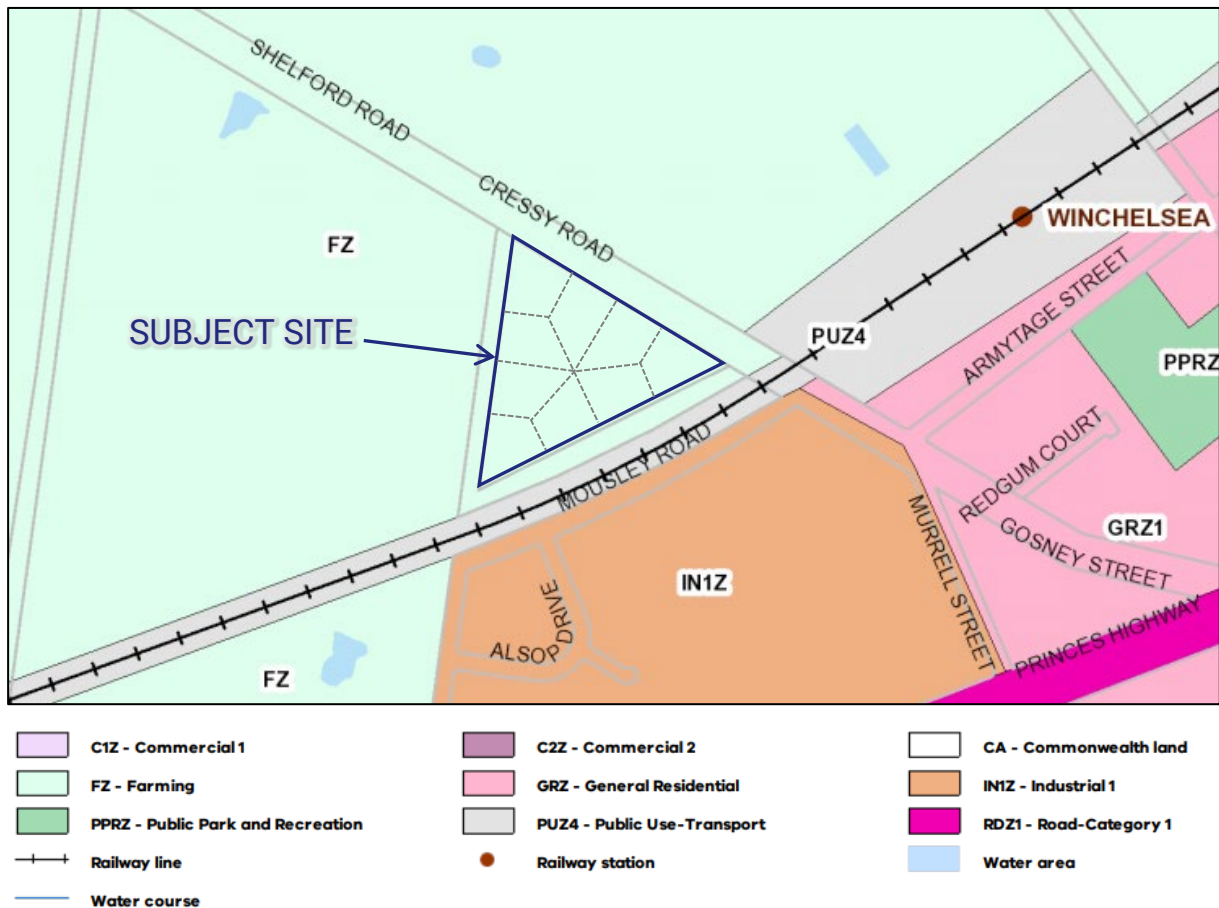 SHELFORD ROAD
CRESSY ROAD
FZ
WINCHELSEA
SUBJECT SITE
PUZ4
ARMYTAGE STREET
PPRZ
MOUSLEY ROAD
REDGUM COURT
GRZ1
GOSNEY STREET
MURRELL STREET
IN1Z
ALSOP DRIVE
PRINCES HIGHWAY
FZ
C1Z - Commercial 1
C2Z - Commercial 2
CA - Commonwealth land
FZ - Farming
GRZ - General Residential
IN1Z - Industrial 1
PPRZ - Public Park and Recreation
PUZ4 - Public Use-Transport
RDZ1 - Road-Category 1
Railway line
Railway station
Water area
Water course